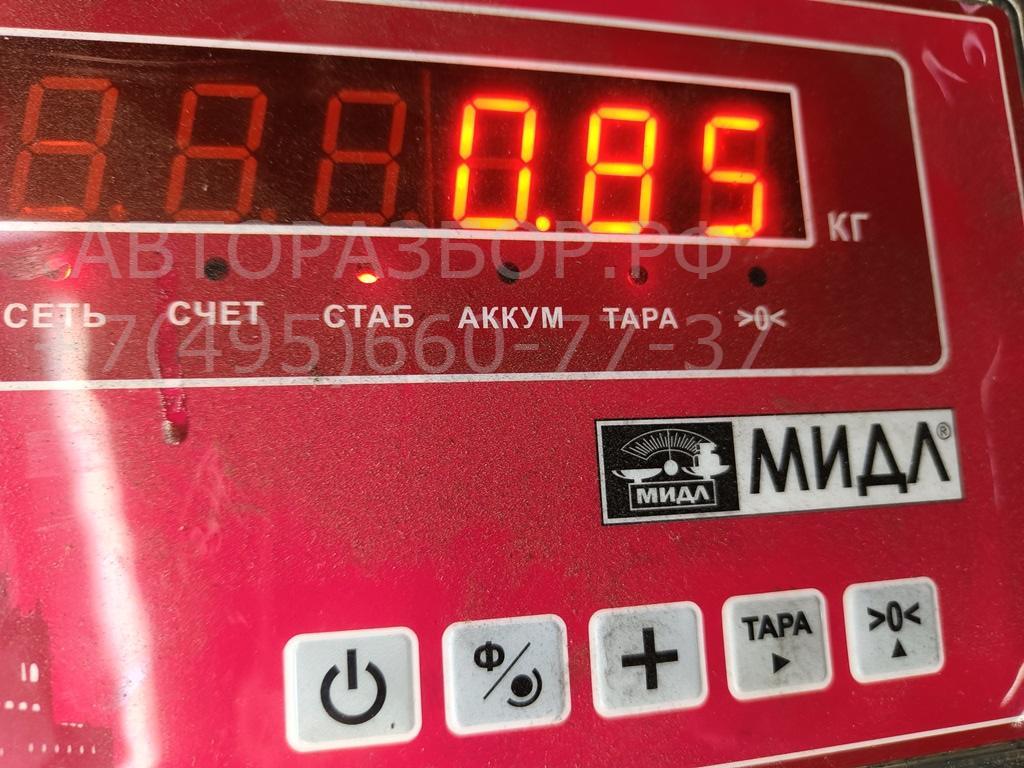 0.85
КГ
АВТОРАЗБОР.РФ
СЕТЬ СЧЕТ СТАБ АККУМ ТАРА >0<
+7(495)660-77-37
МИДЛ МИДЛ®
Ф + ТАРА >0<